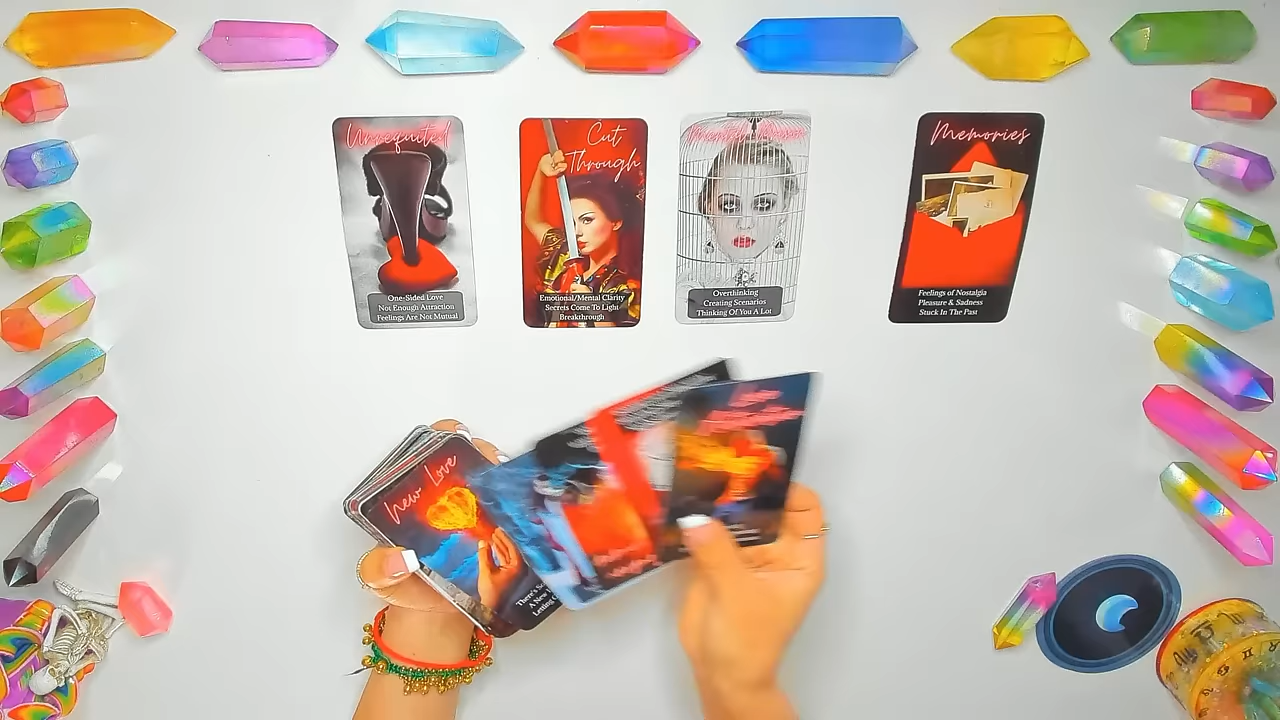 Unrequited
One-Sided Love
Not Enough Attraction
Feelings Are Not Mutual
Cut
Through
Emotional/Mental Clarity
Secrets Come To Light
Breakthrough
Overthinking
Creating Scenarios
Thinking Of You A Lot
Memories
Feelings of Nostalgia
Pleasure & Sadness
Stuck In The Past
New Love
A New